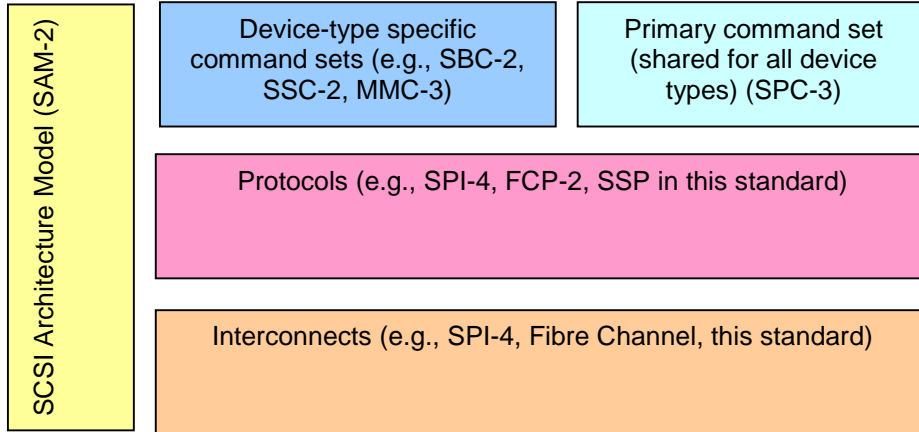 SCSI Architecture Model (SAM-2)
Device-type specific
command sets (e.g., SBC-2,
SSC-2, MMC-3)
Primary command set
(shared for all device
types) (SPC-3)
Protocols (e.g., SPI-4, FCP-2, SSP in this standard)
Interconnects (e.g., SPI-4, Fibre Channel, this standard)